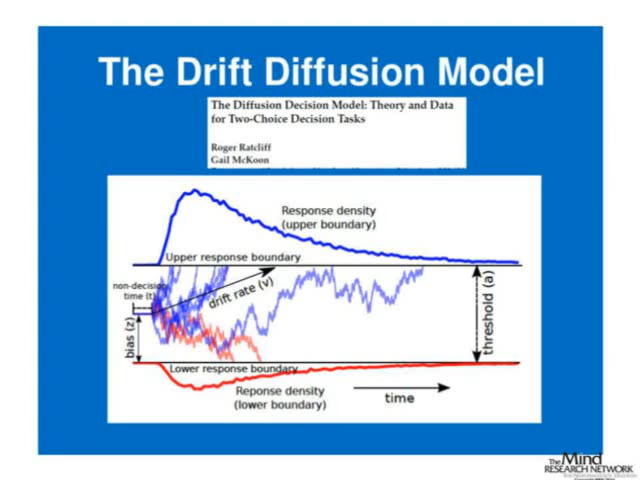 The Drift Diffusion Model
The Diffusion Decision Model: Theory and Data
for Two-Choice Decision Tasks
Roger Ratcliff
Gail McKoon
Response density
(upper boundary)
Upper response boundary
non-decision
time (t)
drift rate (v)
threshold (a)
bias (z)
Lower response boundary
Reponse density
(lower boundary)
time
The Mind
RESEARCH NETWORK